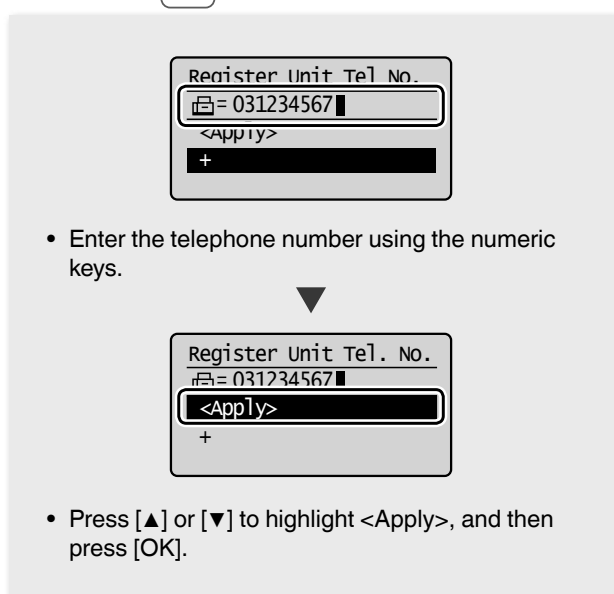 Register Unit Tel No.
= 031234567
<Apply>
+
• Enter the telephone number using the numeric
keys.
▼
Register Unit Tel. No.
= 031234567
<Apply>
+
• Press [▲] or [▼] to highlight <Apply>, and then
press [OK].